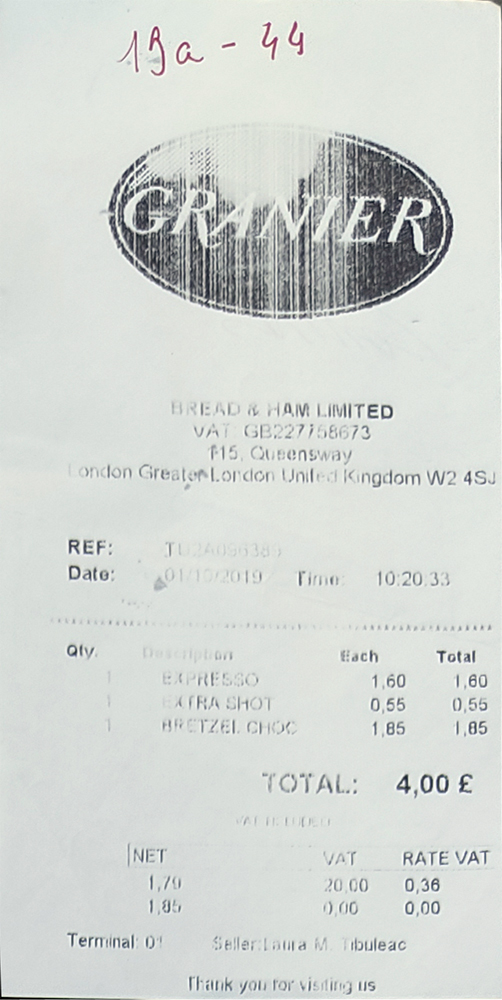 19a - 44
GRANIER
BREAD & HAM LIMITED
VAT GB227758673
115, Queensway
London Greater London United Kingdom W2 4SJ
REF:
Date: 01/10/2019 Time: 10:20:33
Qty. Description Each Total
1 EXPRESSO 1,60 1,60
1 EXTRA SHOT 0,55 0,55
1 BRETZEL CHOC 1,85 1,85
TOTAL: 4,00 £
VAT INCLUDED
NET VAT RATE VAT
1,79 20,00 0,36
1,85 0,00 0,00
Terminal: 01 Seller: Laura M. Tibuleac
Thank you for visiting us